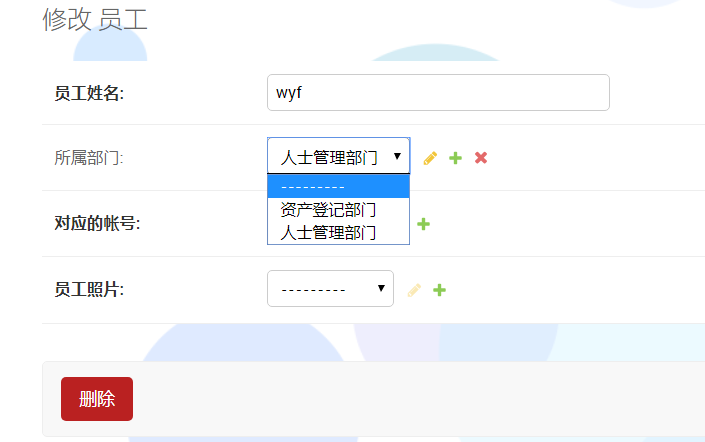 修改 员工
员工姓名:
wyf
所属部门:
人士管理部门
---------
资产登记部门
人士管理部门
对应的帐号:
员工照片:
---------
删除